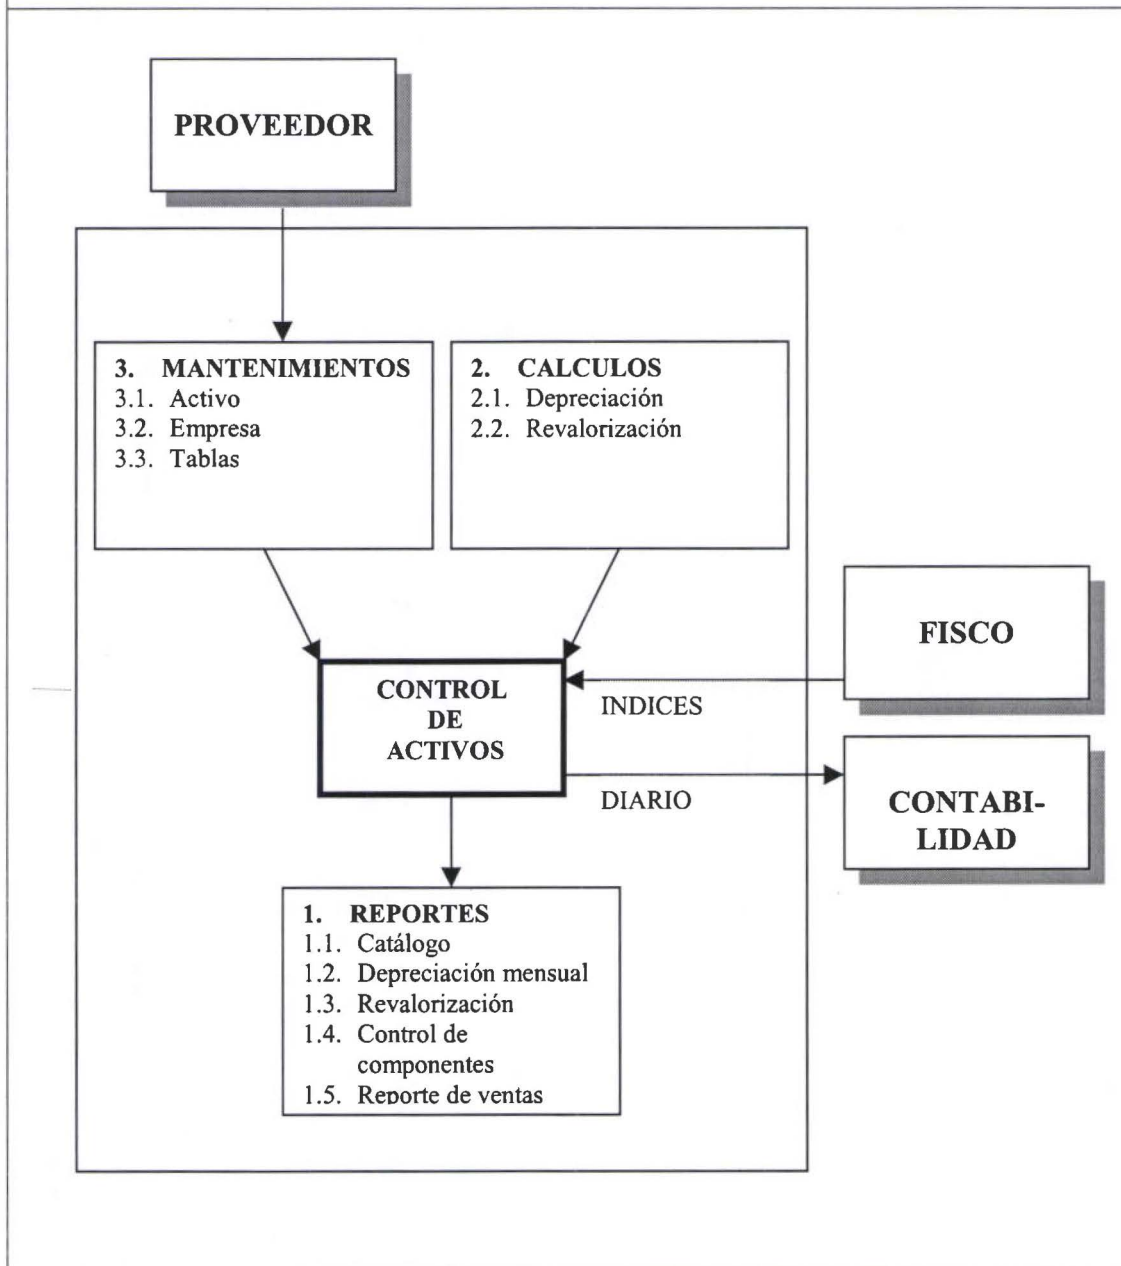 PROVEEDOR
3. MANTENIMIENTOS
3.1. Activo
3.2. Empresa
3.3. Tablas
2. CALCULOS
2.1. Depreciación
2.2. Revalorización
FISCO
CONTROL
DE
ACTIVOS
INDICES
DIARIO
CONTABI-
LIDAD
1. REPORTES
1.1. Catálogo
1.2. Depreciación mensual
1.3. Revalorización
1.4. Control de
componentes
1.5. Reporte de ventas